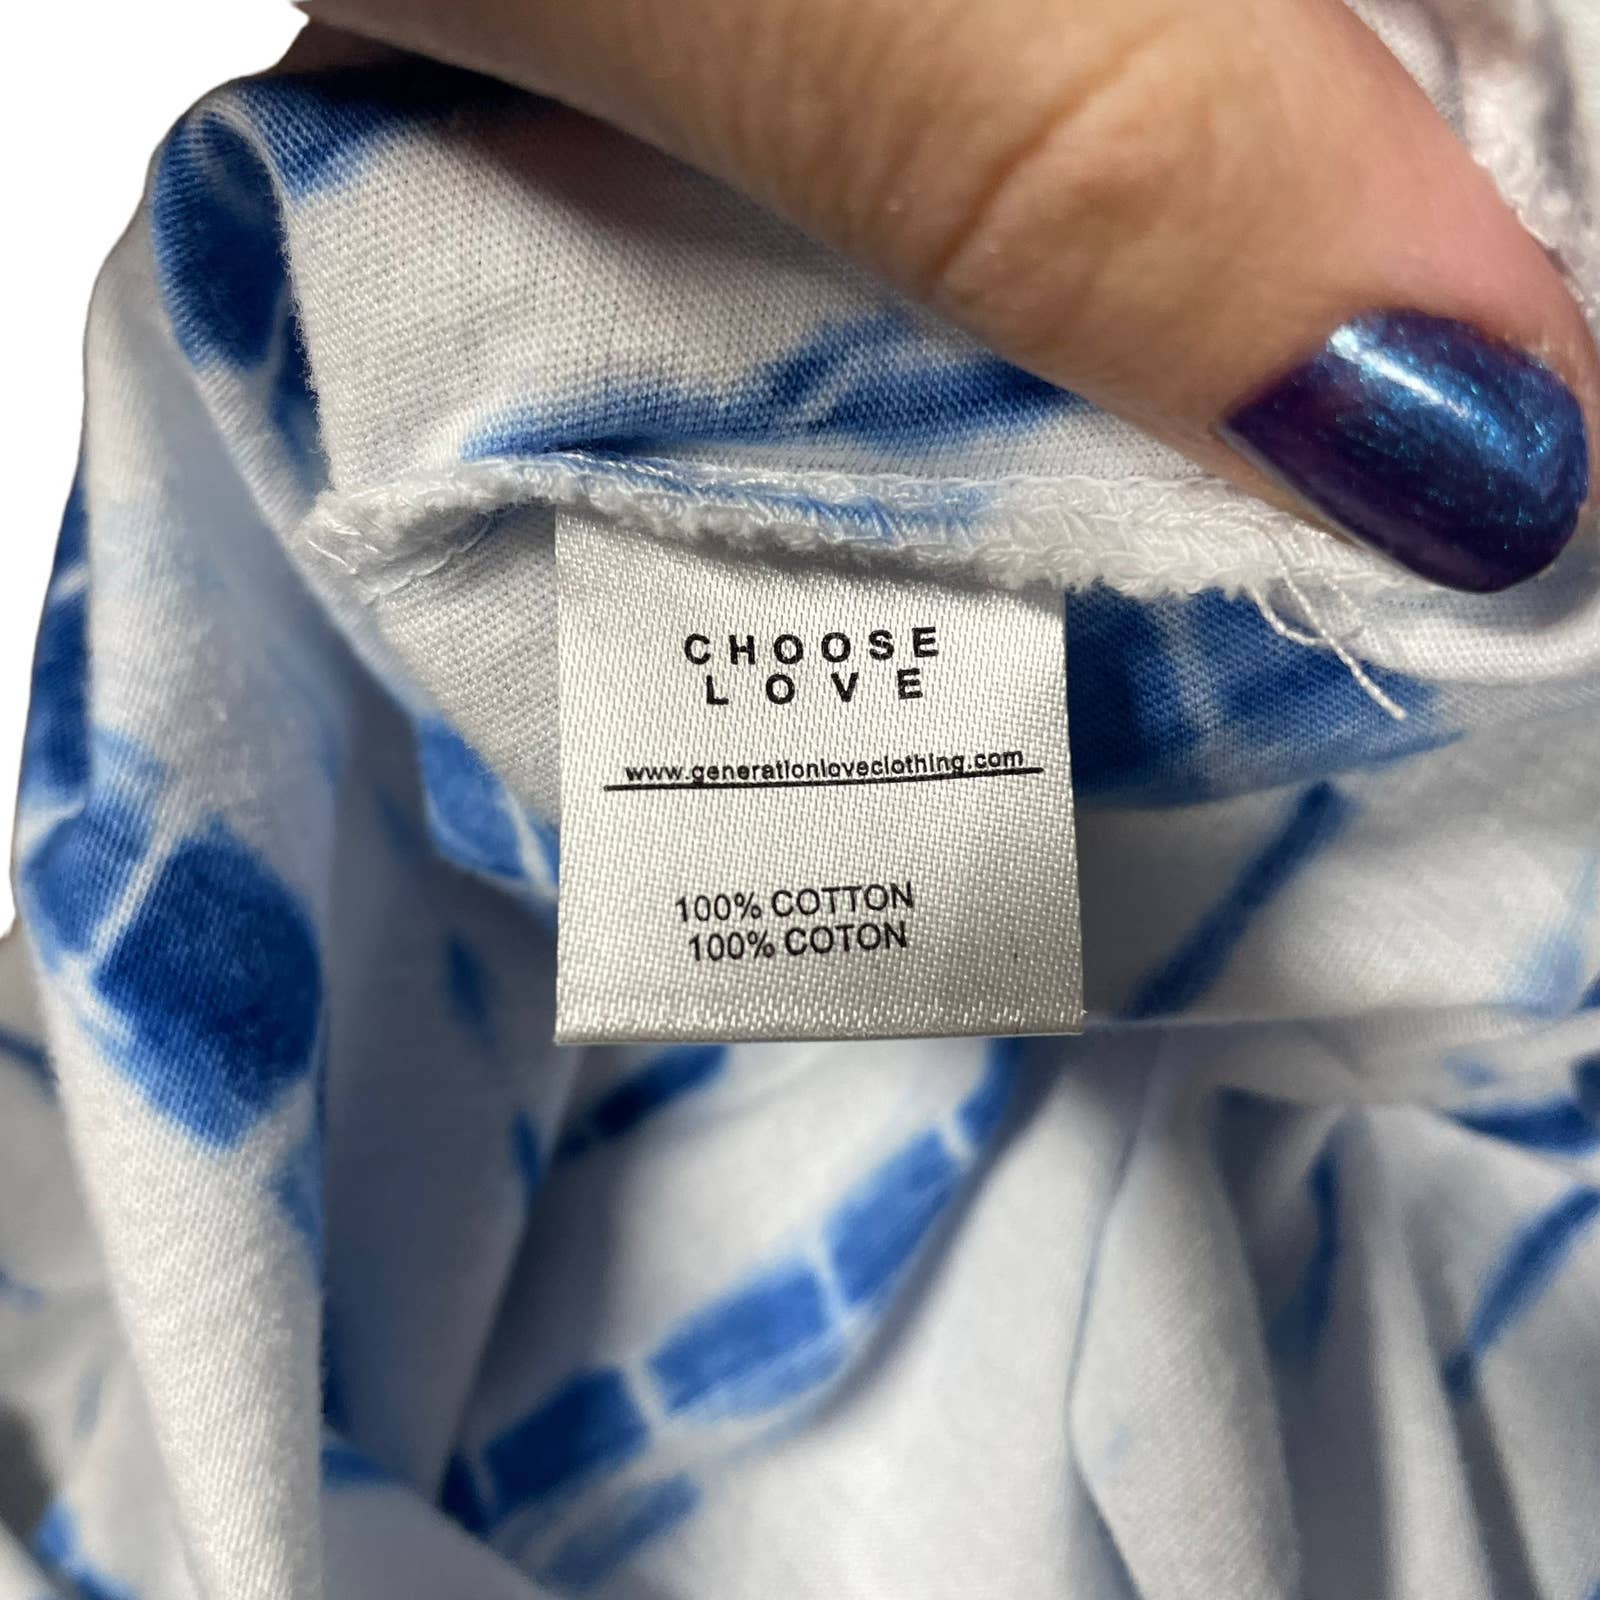 CHOOSE
LOVE
www.generationloveclothing.com
100% COTTON
100% COTON